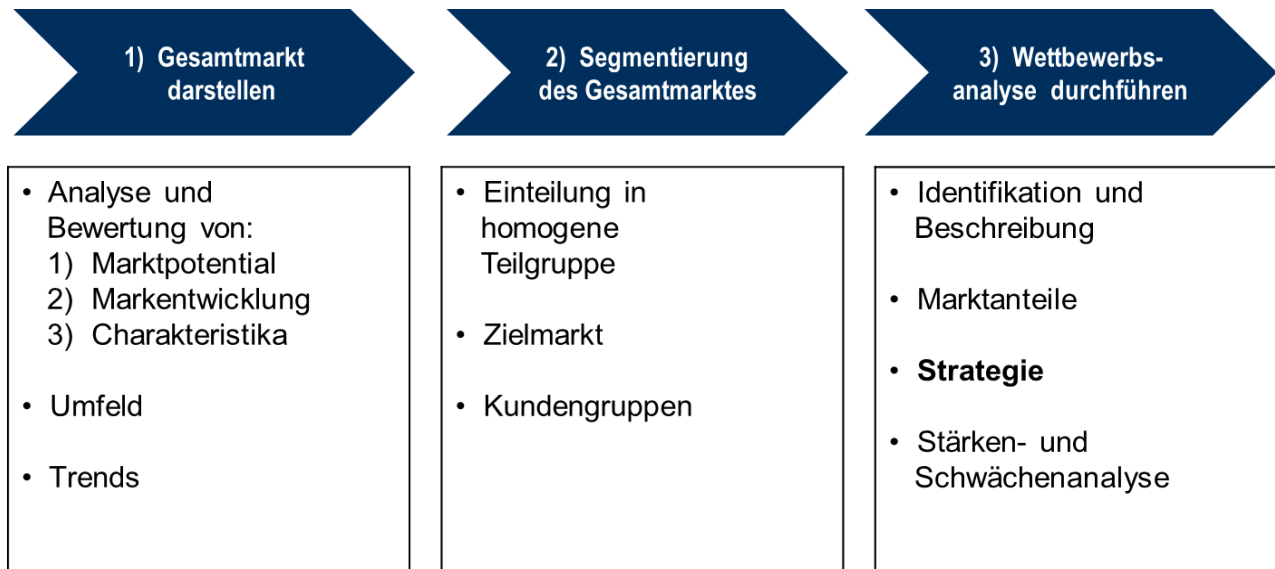 1) Gesamtmarkt
darstellen
2) Segmentierung
des Gesamtmarktes
3) Wettbewerbs-
analyse durchführen
• Analyse und
Bewertung von:
1) Marktpotential
2) Markentwicklung
3) Charakteristika
• Umfeld
• Trends
• Einteilung in
homogene
Teilgruppe
• Zielmarkt
• Kundengruppen
• Identifikation und
Beschreibung
• Marktanteile
• Strategie
• Stärken- und
Schwächenanalyse